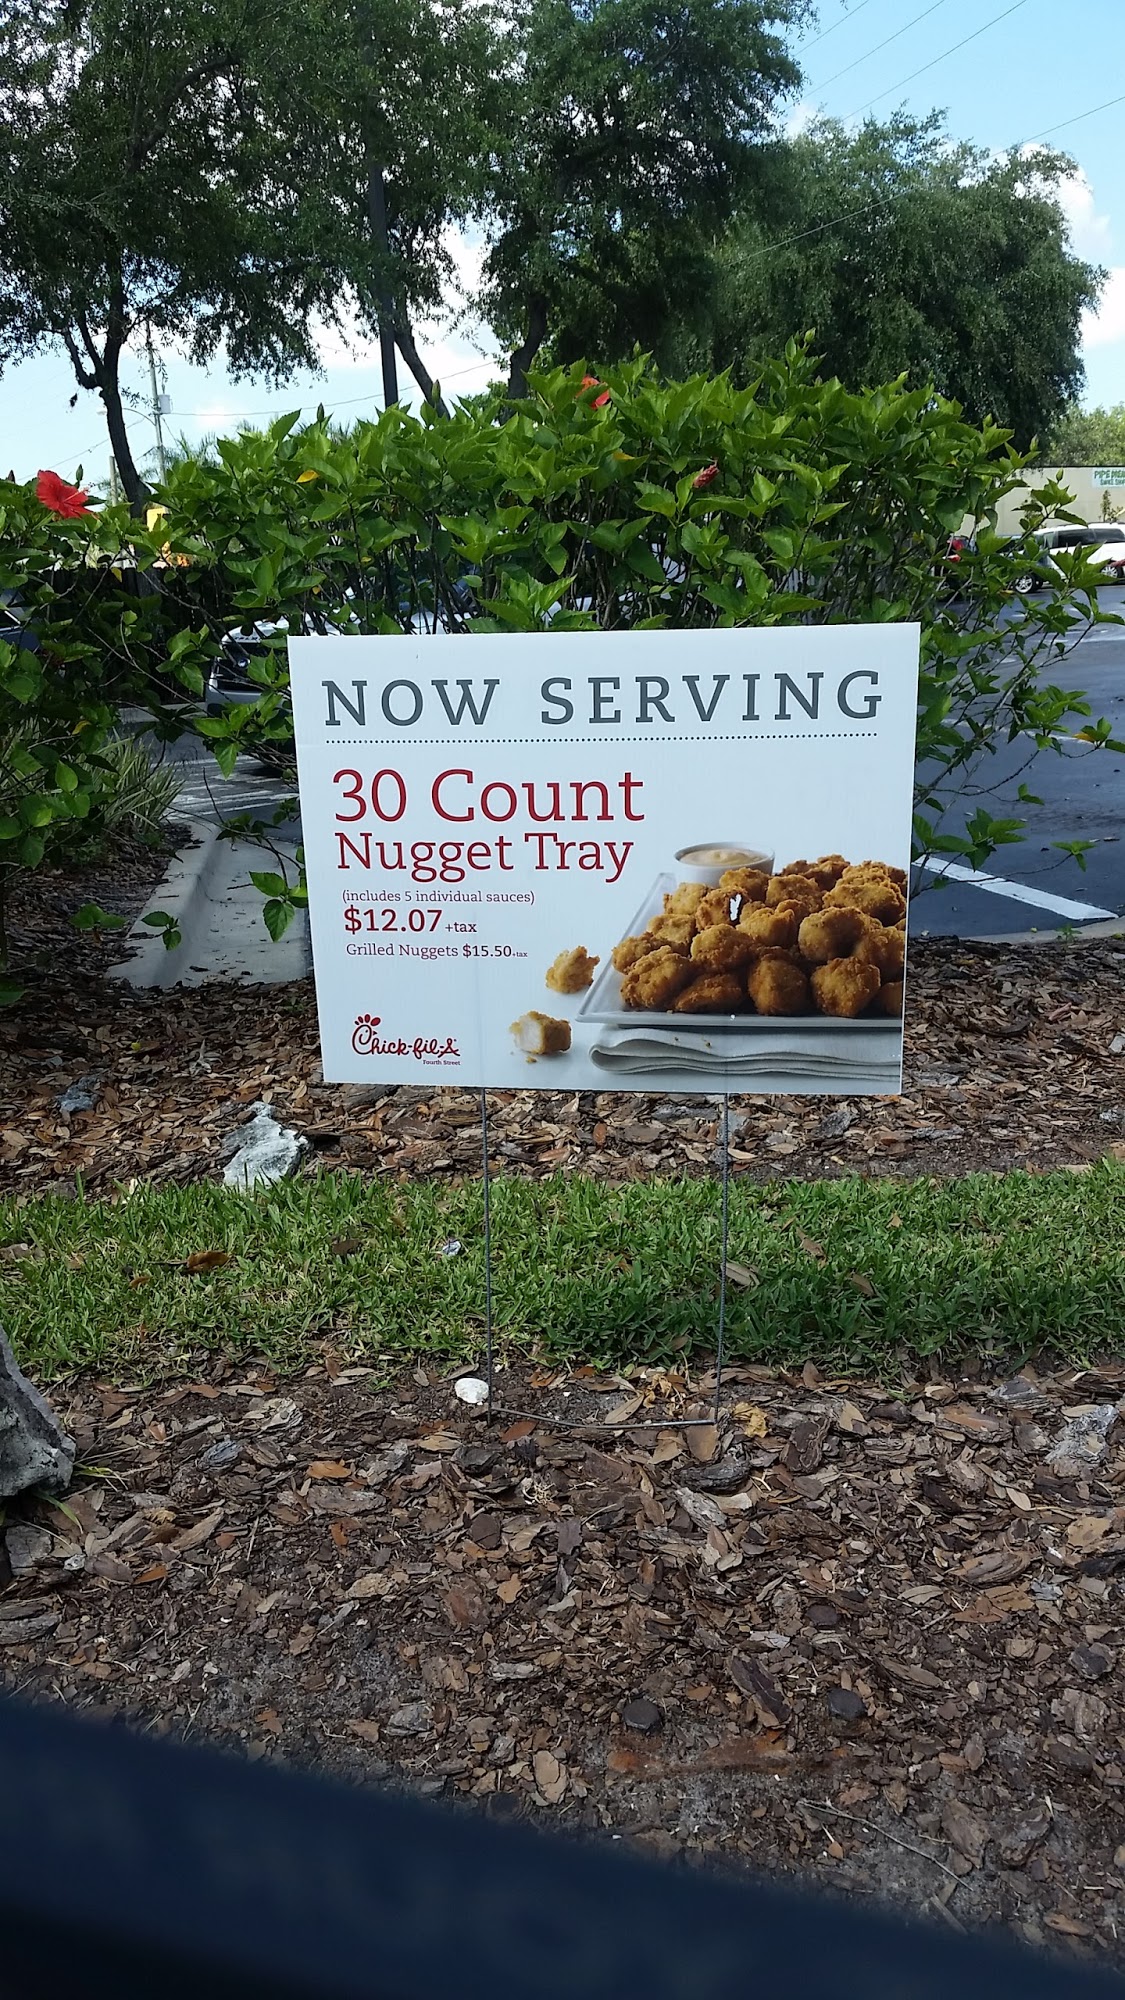 NOW SERVING
30 Count
Nugget Tray
(includes 5 individual sauces)
$12.07 +tax
Grilled Nuggets $15.50+tax
Chick-fil-A
Fourth Street